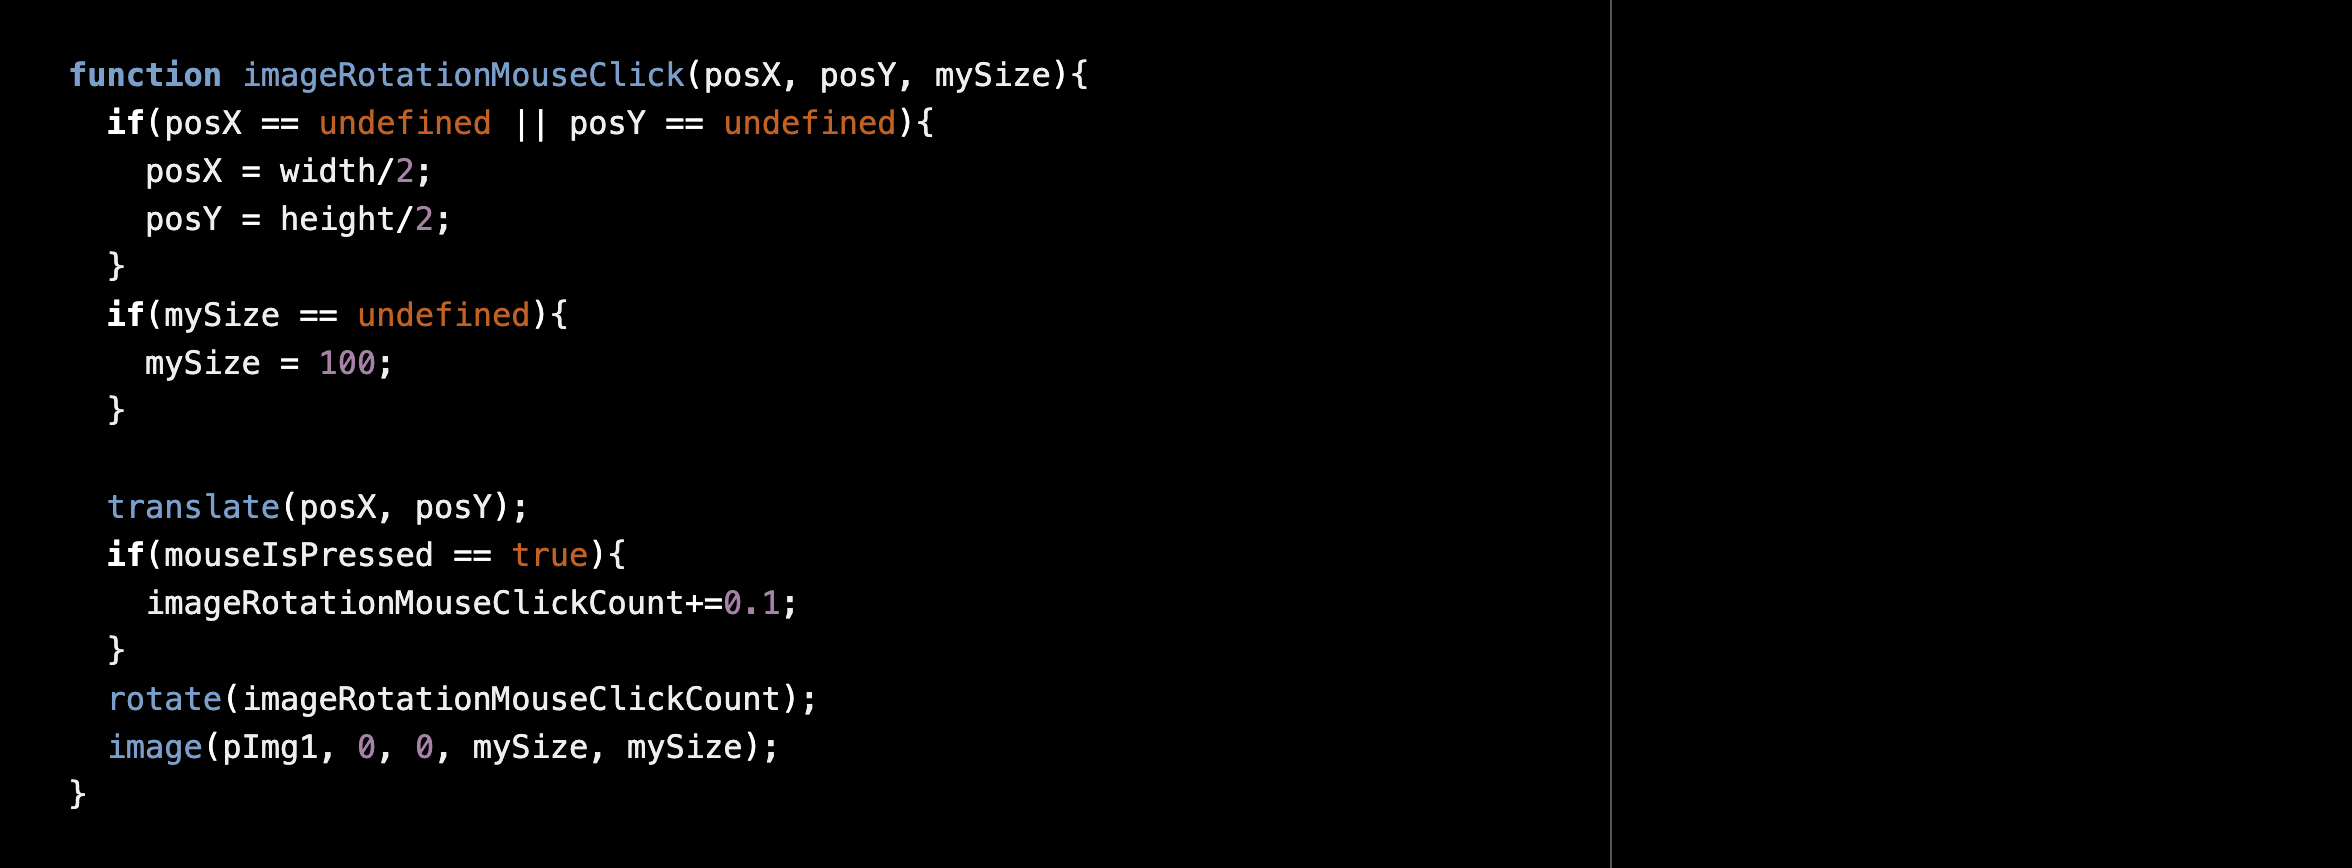 function imageRotationMouseClick(posX, posY, mySize){
  if(posX == undefined || posY == undefined){
    posX = width/2;
    posY = height/2;
  }
  if(mySize == undefined){
    mySize = 100;
  }

  translate(posX, posY);
  if(mouseIsPressed == true){
    imageRotationMouseClickCount+=0.1;
  }
  rotate(imageRotationMouseClickCount);
  image(pImg1, 0, 0, mySize, mySize);
}